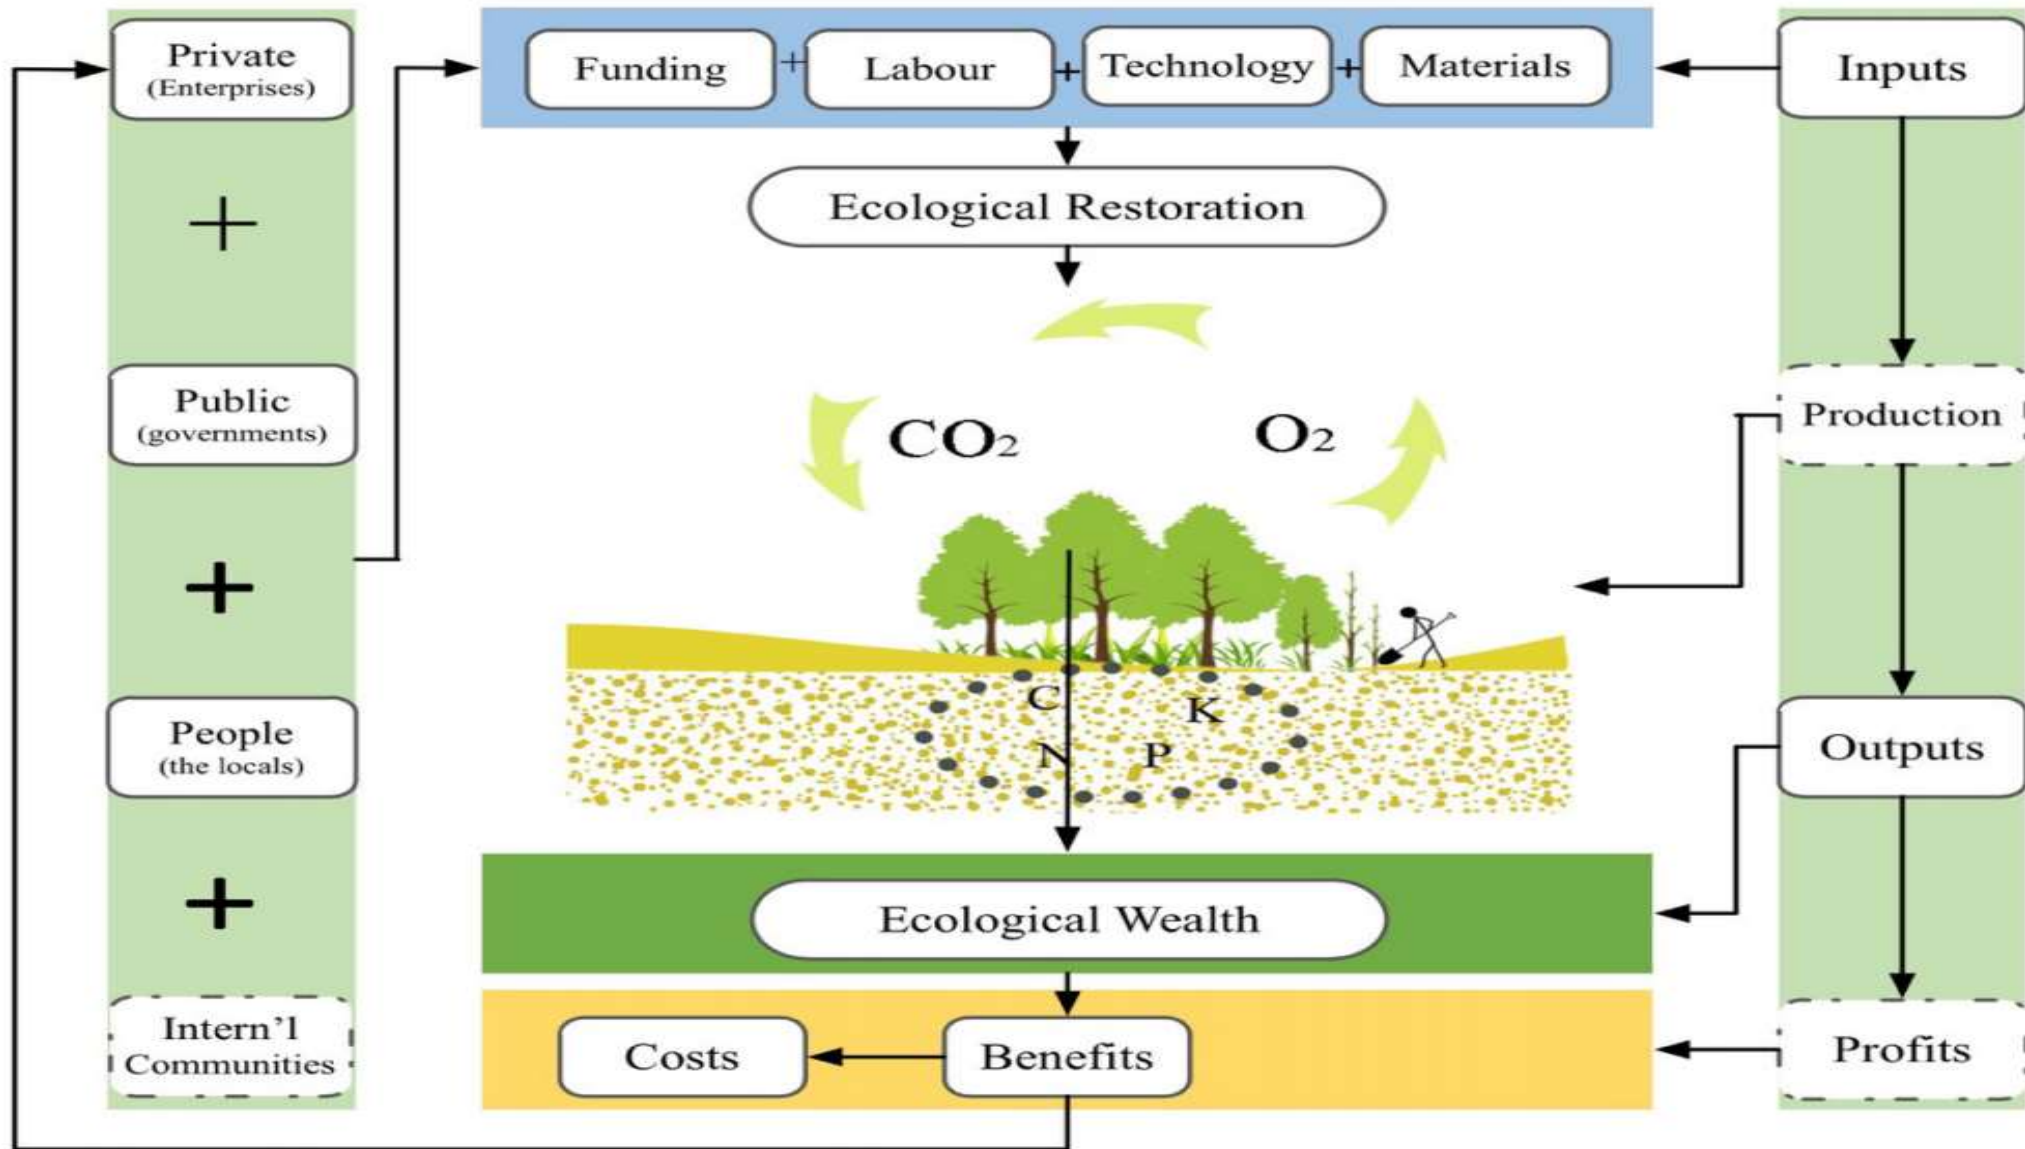 Private
(Enterprises)
+
Public
(governments)
+
People
(the locals)
+
Intern’l
Communities
Funding + Labour + Technology + Materials
Ecological Restoration
CO₂
O₂
C
K
N
P
Ecological Wealth
Costs
Benefits
Inputs
Production
Outputs
Profits